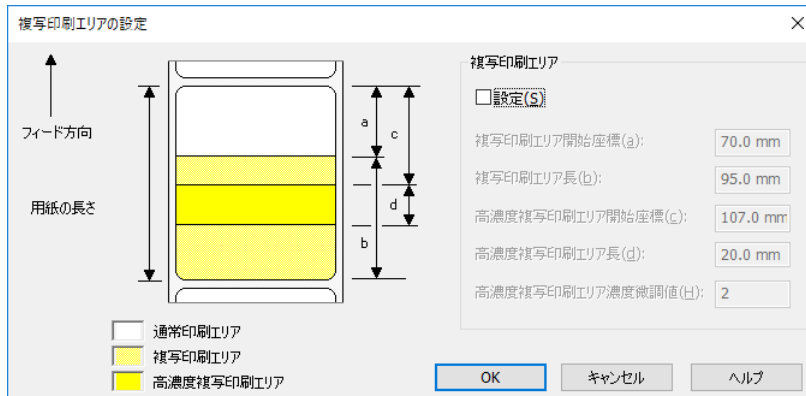 複写印刷エリアの設定
フィード方向
用紙の長さ
a
c
d
b
通常印刷エリア
複写印刷エリア
高濃度複写印刷エリア
複写印刷エリア
設定(S)
複写印刷エリア開始座標(a): 70.0 mm
複写印刷エリア長(b): 95.0 mm
高濃度複写印刷エリア開始座標(c): 107.0 mm
高濃度複写印刷エリア長(d): 20.0 mm
高濃度複写印刷エリア濃度微調値(H): 2
OK キャンセル ヘルプ